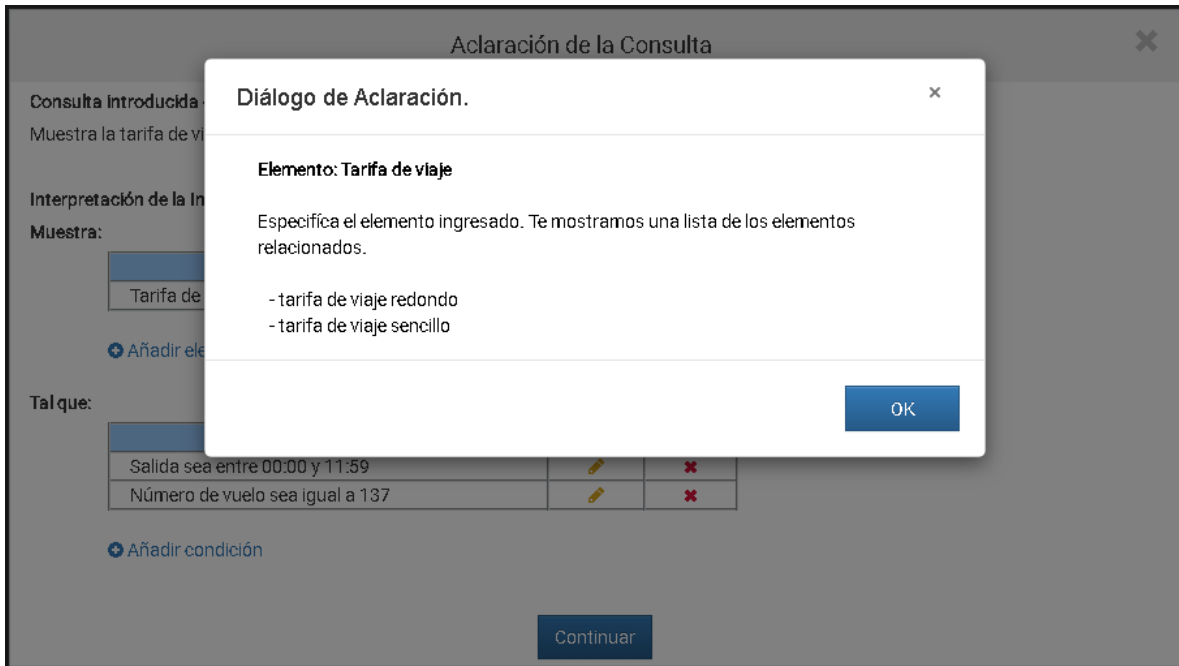 Aclaración de la Consulta
Diálogo de Aclaración.
Consulta introducida
Muestra la tarifa de
Elemento: Tarifa de viaje
Interpretación de la
Especifíca el elemento ingresado. Te mostramos una lista de los elementos
relacionados.
Muestra:
Tarifa de
- tarifa de viaje redondo
- tarifa de viaje sencillo
Añadir
OK
Tal que:
Salida sea entre 00:00 y 11:59
Número de vuelo sea igual a 137
Añadir condición
Continuar